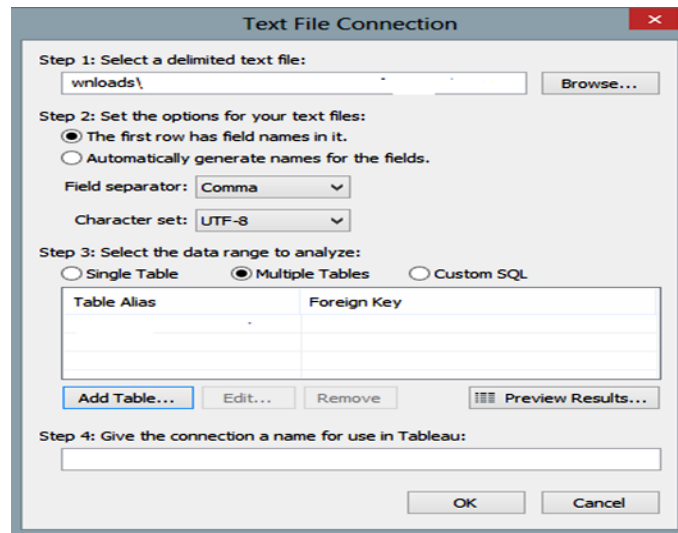 Text File Connection
Step 1: Select a delimited text file:
wnloads\
Browse...
Step 2: Set the options for your text files:
The first row has field names in it.
Automatically generate names for the fields.
Field separator: Comma
Character set: UTF-8
Step 3: Select the data range to analyze:
Single Table Multiple Tables Custom SQL
Table Alias Foreign Key
Add Table... Edit... Remove Preview Results...
Step 4: Give the connection a name for use in Tableau:
OK Cancel